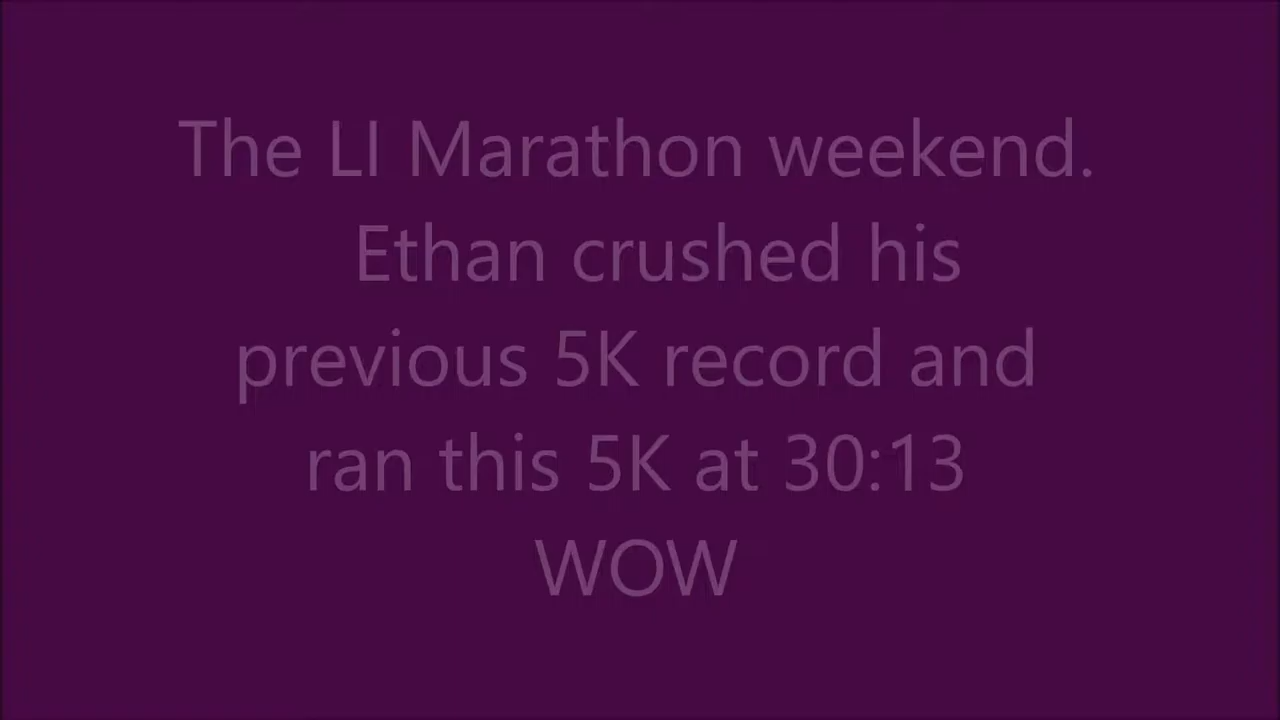 The LI Marathon weekend.
Ethan crushed his
previous 5K record and
ran this 5K at 30:13
WOW